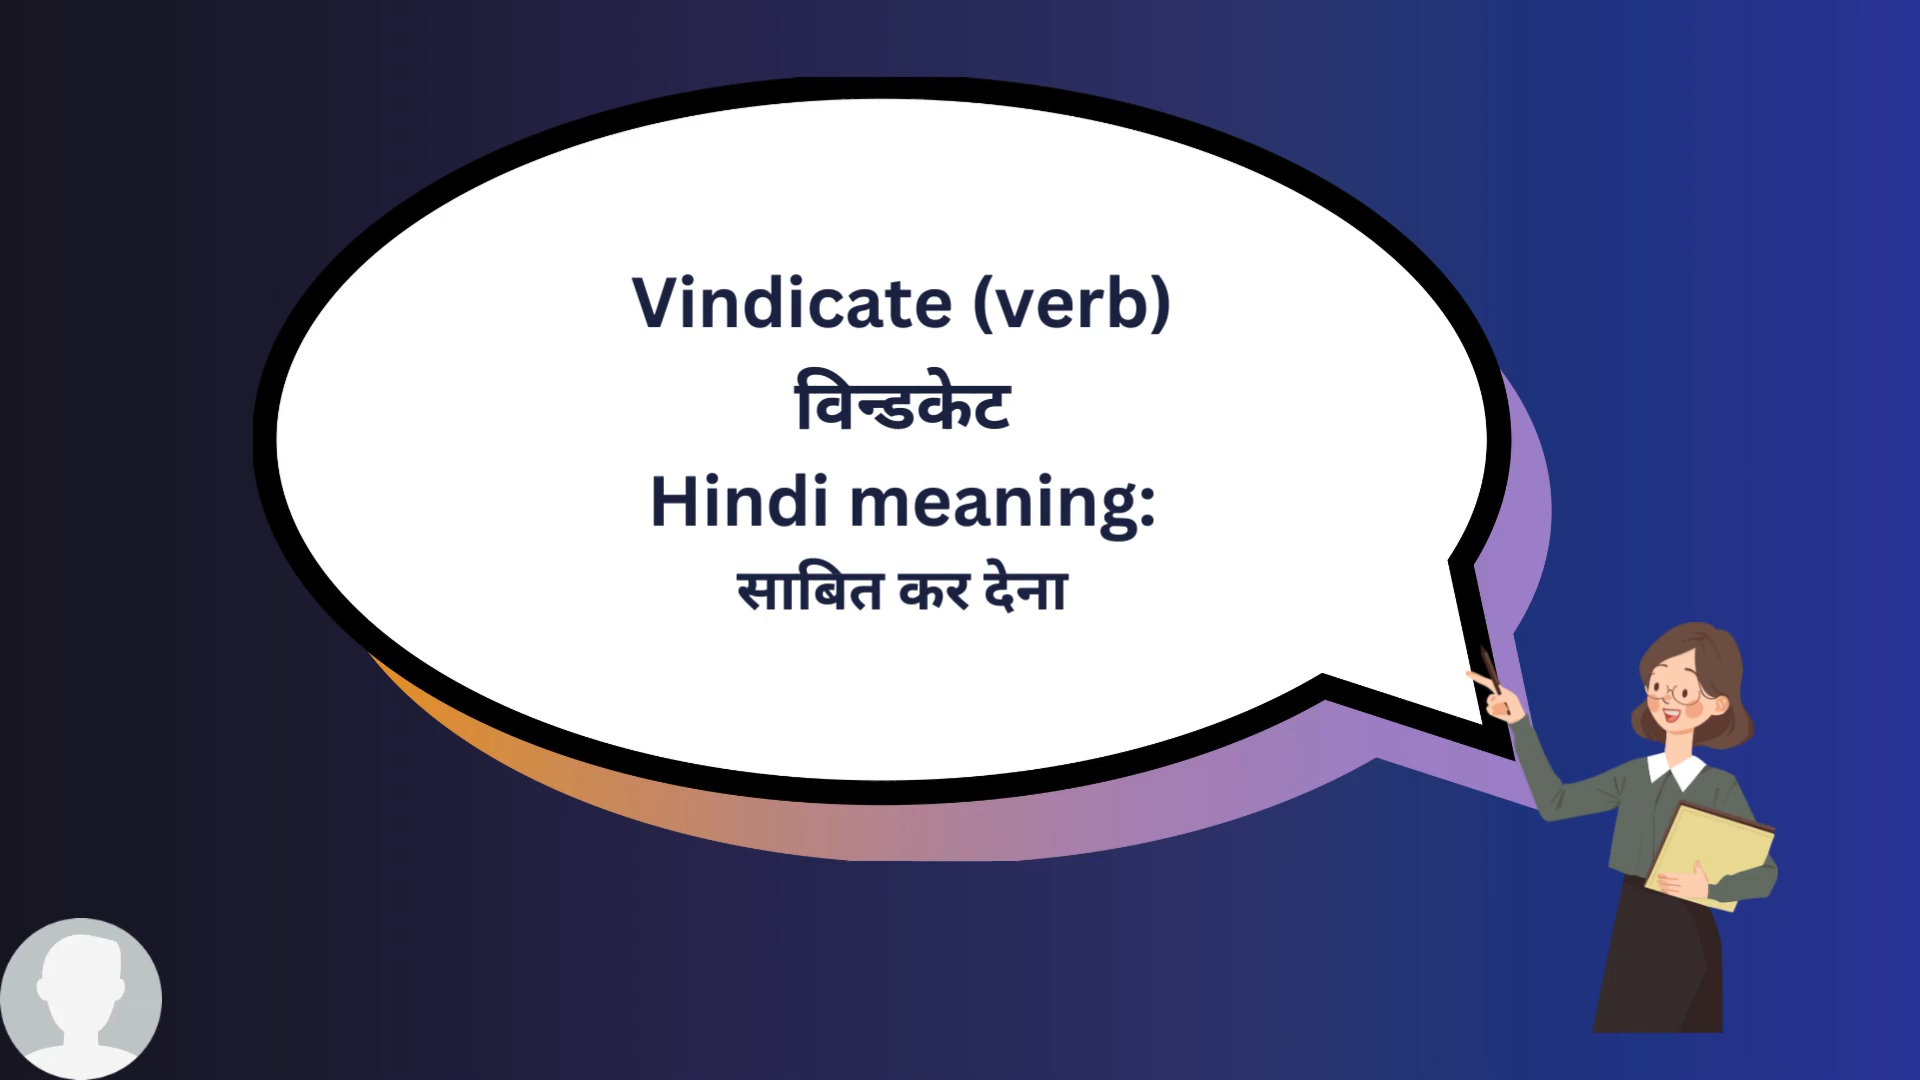 Vindicate (verb)
विन्डकेट
Hindi meaning:
साबित कर देना